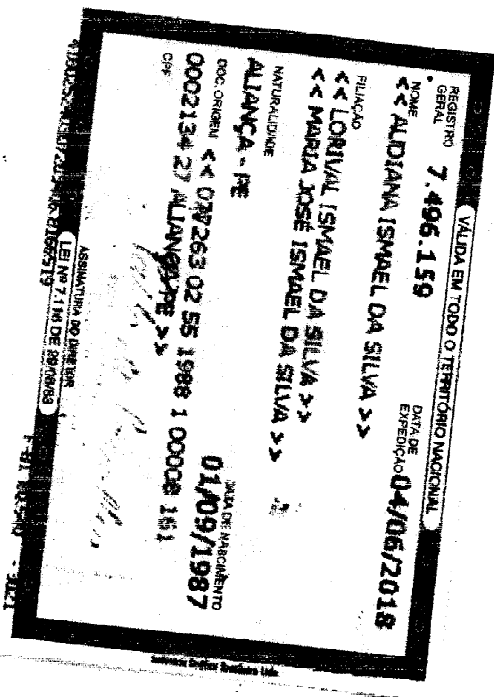 VÁLIDA EM TODO O TERRITÓRIO NACIONAL
REGISTRO GERAL 7.496.159 DATA DE EXPEDIÇÃO 04/06/2018
NOME
<< AUDIANA ISMAEL DA SILVA >>
FILIAÇÃO
<< LORIVAL ISMAEL DA SILVA >>
<< MARIA JOSÉ ISMAEL DA SILVA >>
NATURALIDADE DATA DE NASCIMENTO
ALIANÇA - PE 01/09/1987
DOC. ORIGEM << 077263 02 55 1988 1 00008 161
0002134 27 ALIANÇA PE >>
CPF
ASSINATURA DO DIRETOR
LEI Nº 7.116 DE 29/08/83